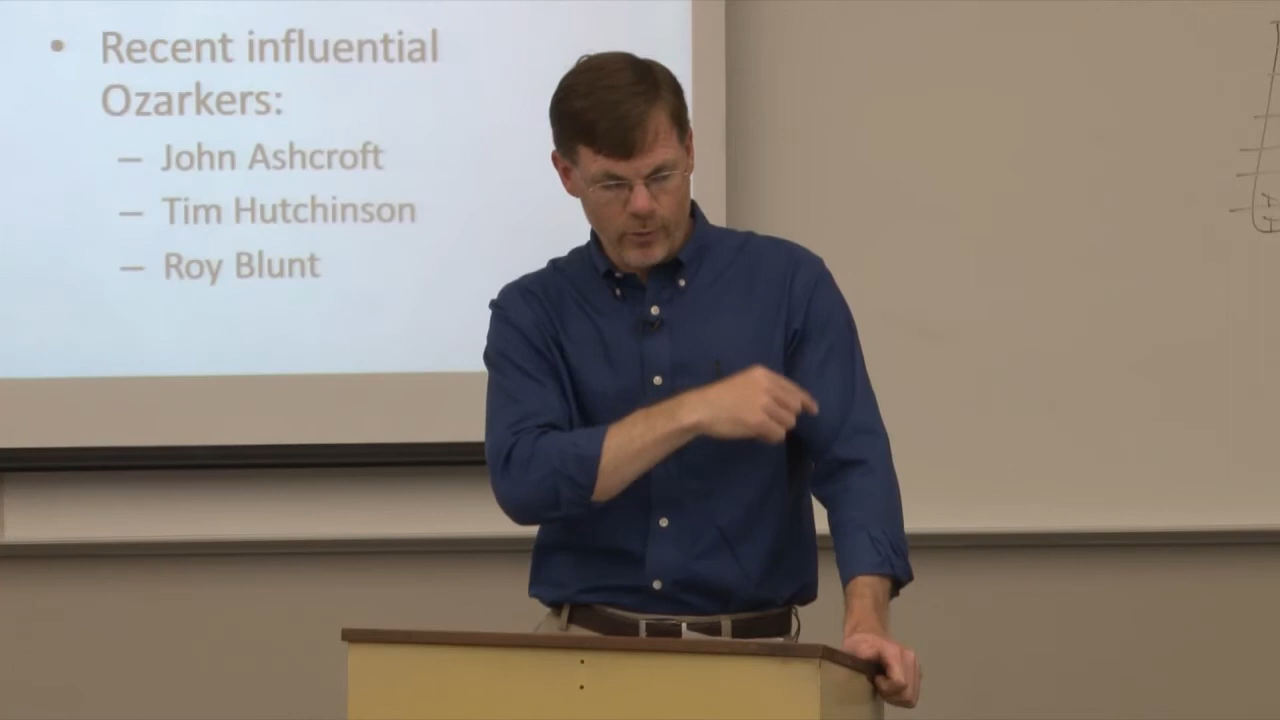 • Recent influential
Ozarkers:
– John Ashcroft
– Tim Hutchinson
– Roy Blunt